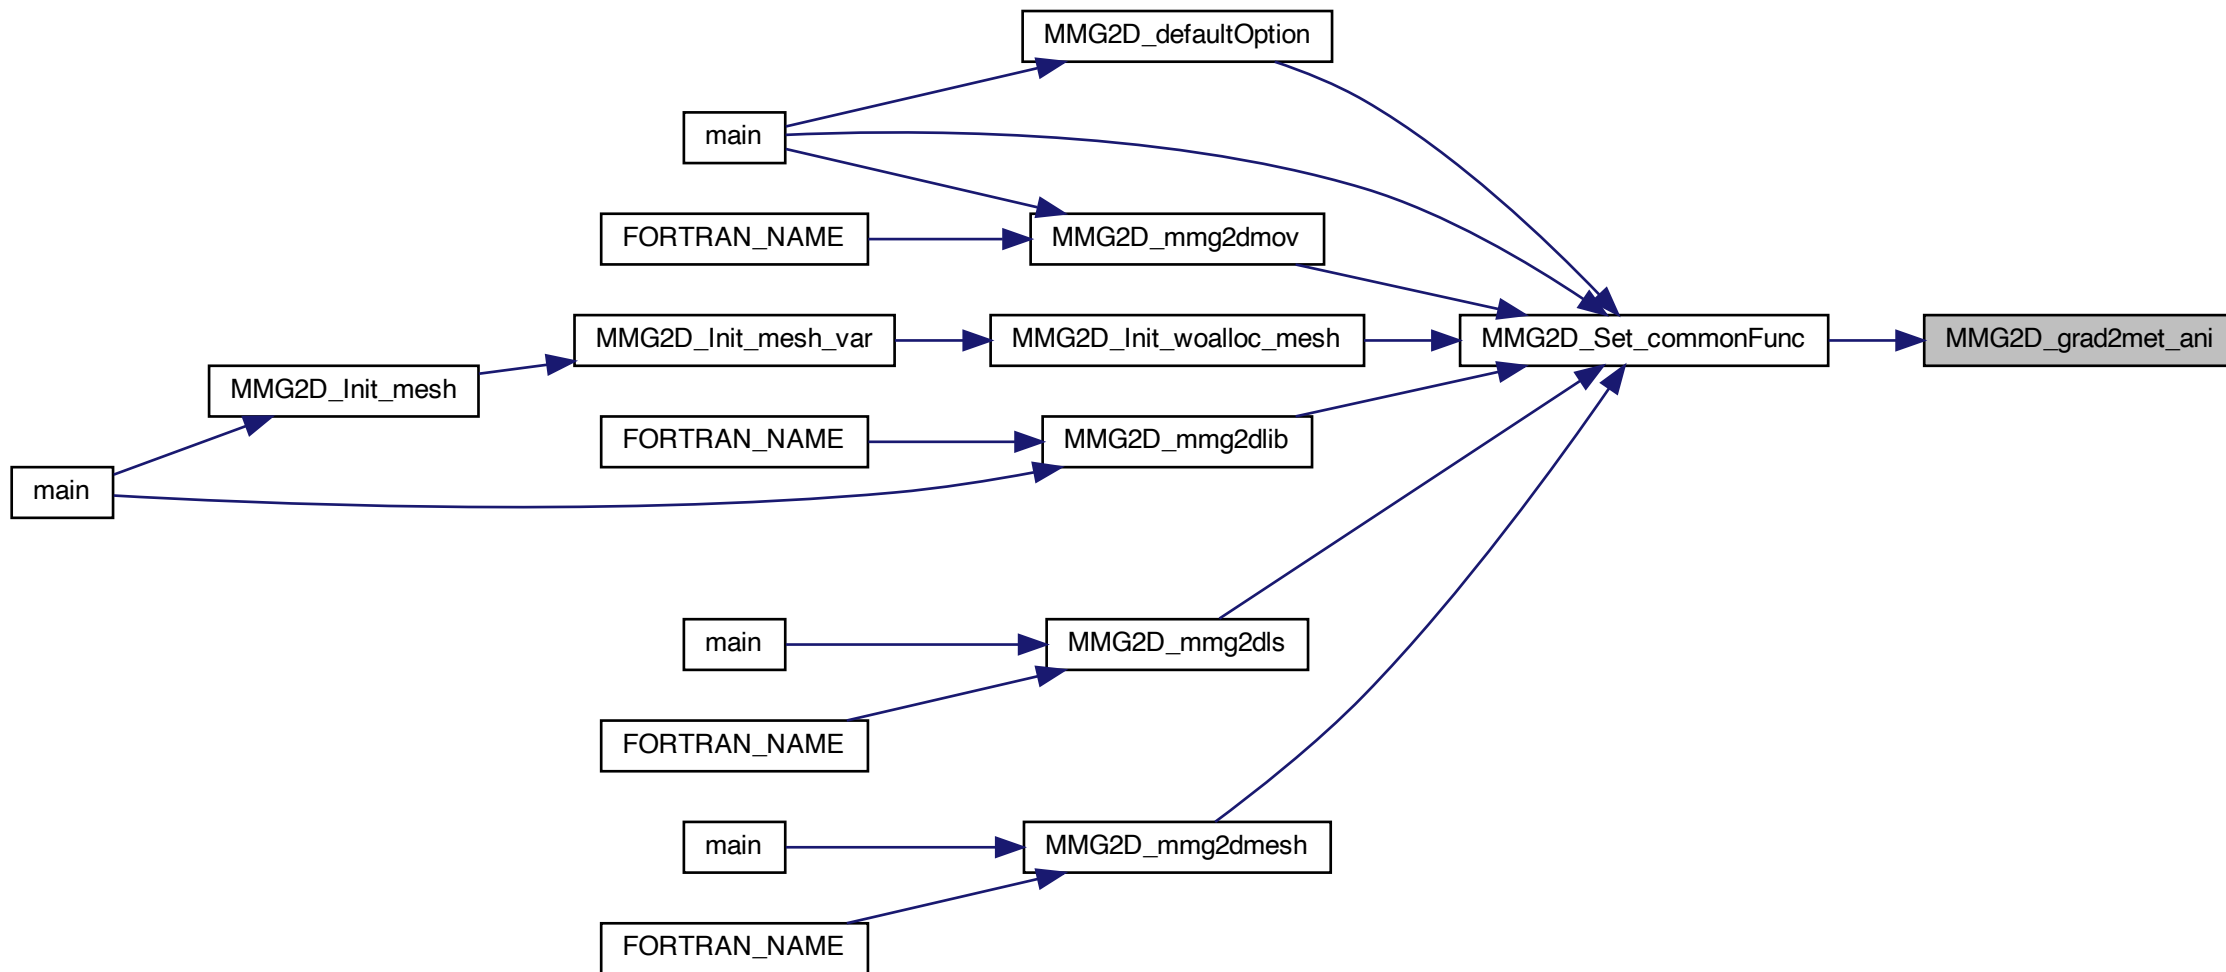 MMG2D_defaultOption
main
FORTRAN_NAME
MMG2D_mmg2dmov
MMG2D_Init_mesh_var
MMG2D_Init_woalloc_mesh
MMG2D_Set_commonFunc
MMG2D_grad2met_ani
MMG2D_Init_mesh
FORTRAN_NAME
MMG2D_mmg2dlib
main
main
MMG2D_mmg2dls
FORTRAN_NAME
main
MMG2D_mmg2dmesh
FORTRAN_NAME